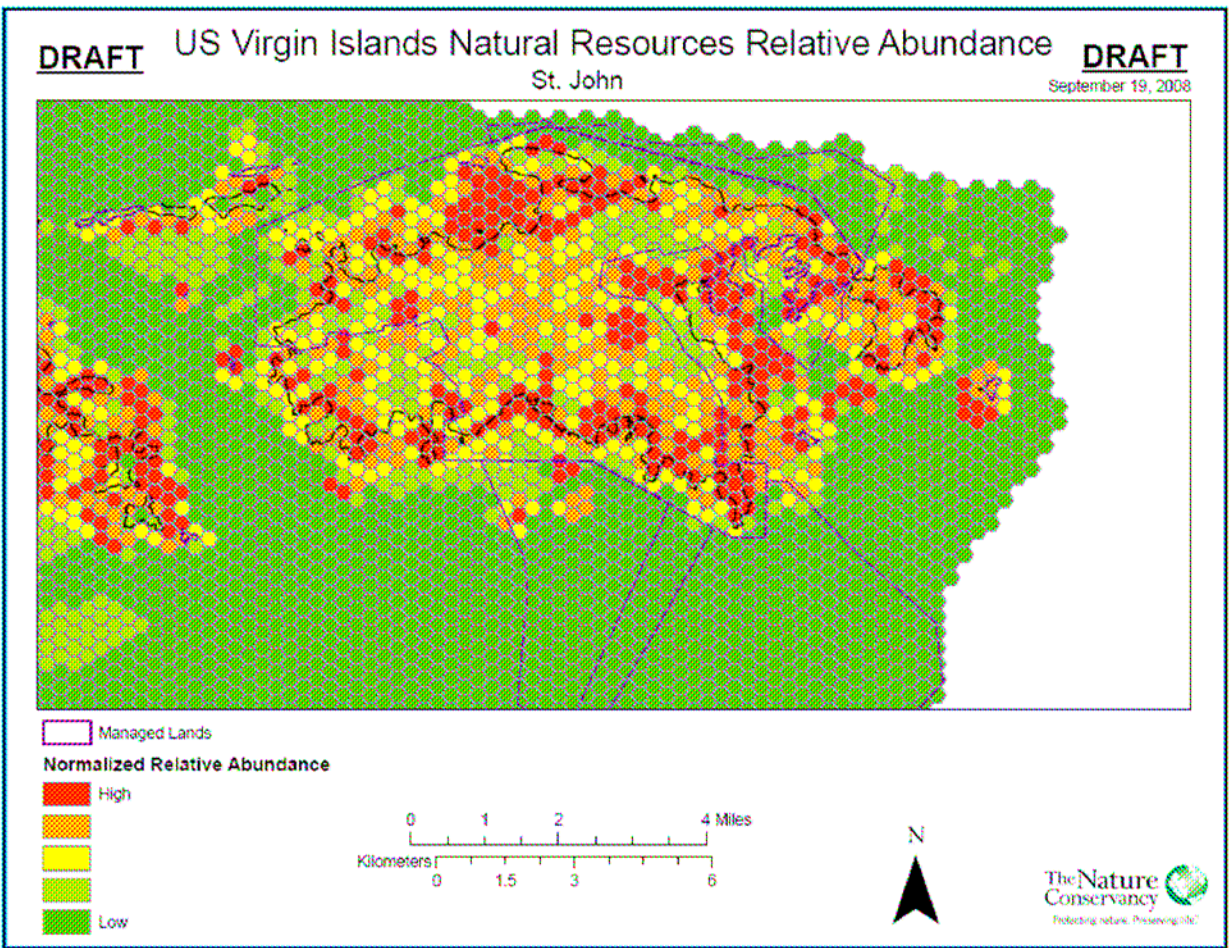 DRAFT US Virgin Islands Natural Resources Relative Abundance DRAFT
St. John
September 19, 2008
Managed Lands
Normalized Relative Abundance
High
Low
0 1 2 4 Miles
Kilometers
0 1.5 3 6
N
The Nature
Conservancy
Protecting nature. Preserving life.™